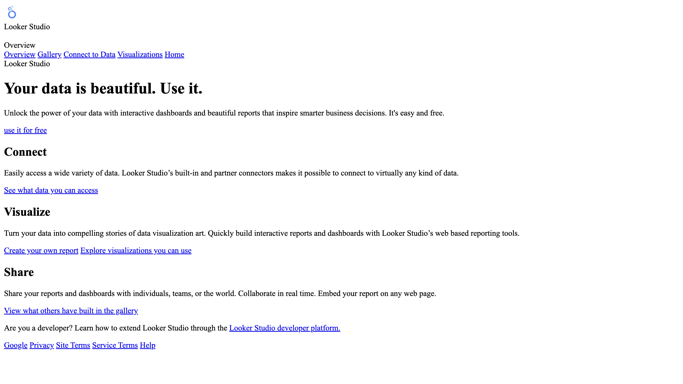 Looker Studio
Overview
Overview Gallery Connect to Data Visualizations Home
Looker Studio
Your data is beautiful. Use it.
Unlock the power of your data with interactive dashboards and beautiful reports that inspire smarter business decisions. It's easy and free.
use it for free
Connect
Easily access a wide variety of data. Looker Studio’s built-in and partner connectors makes it possible to connect to virtually any kind of data.
See what data you can access
Visualize
Turn your data into compelling stories of data visualization art. Quickly build interactive reports and dashboards with Looker Studio’s web based reporting tools.
Create your own report Explore visualizations you can use
Share
Share your reports and dashboards with individuals, teams, or the world. Collaborate in real time. Embed your report on any web page.
View what others have built in the gallery
Are you a developer? Learn how to extend Looker Studio through the Looker Studio developer platform.
Google Privacy Site Terms Service Terms Help